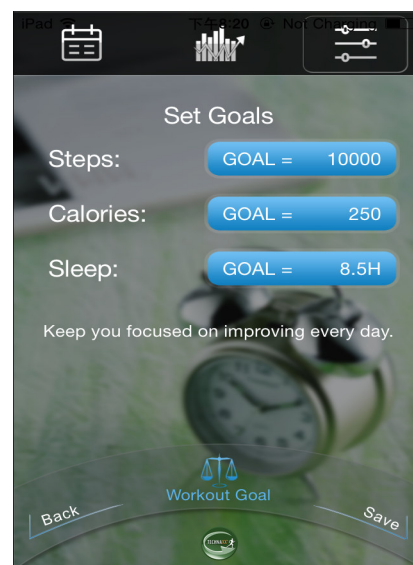 iPad 下午8:20 Not Charging
Set Goals
Steps: GOAL = 10000
Calories: GOAL = 250
Sleep: GOAL = 8.5H
Keep you focused on improving every day.
Workout Goal
Back Save